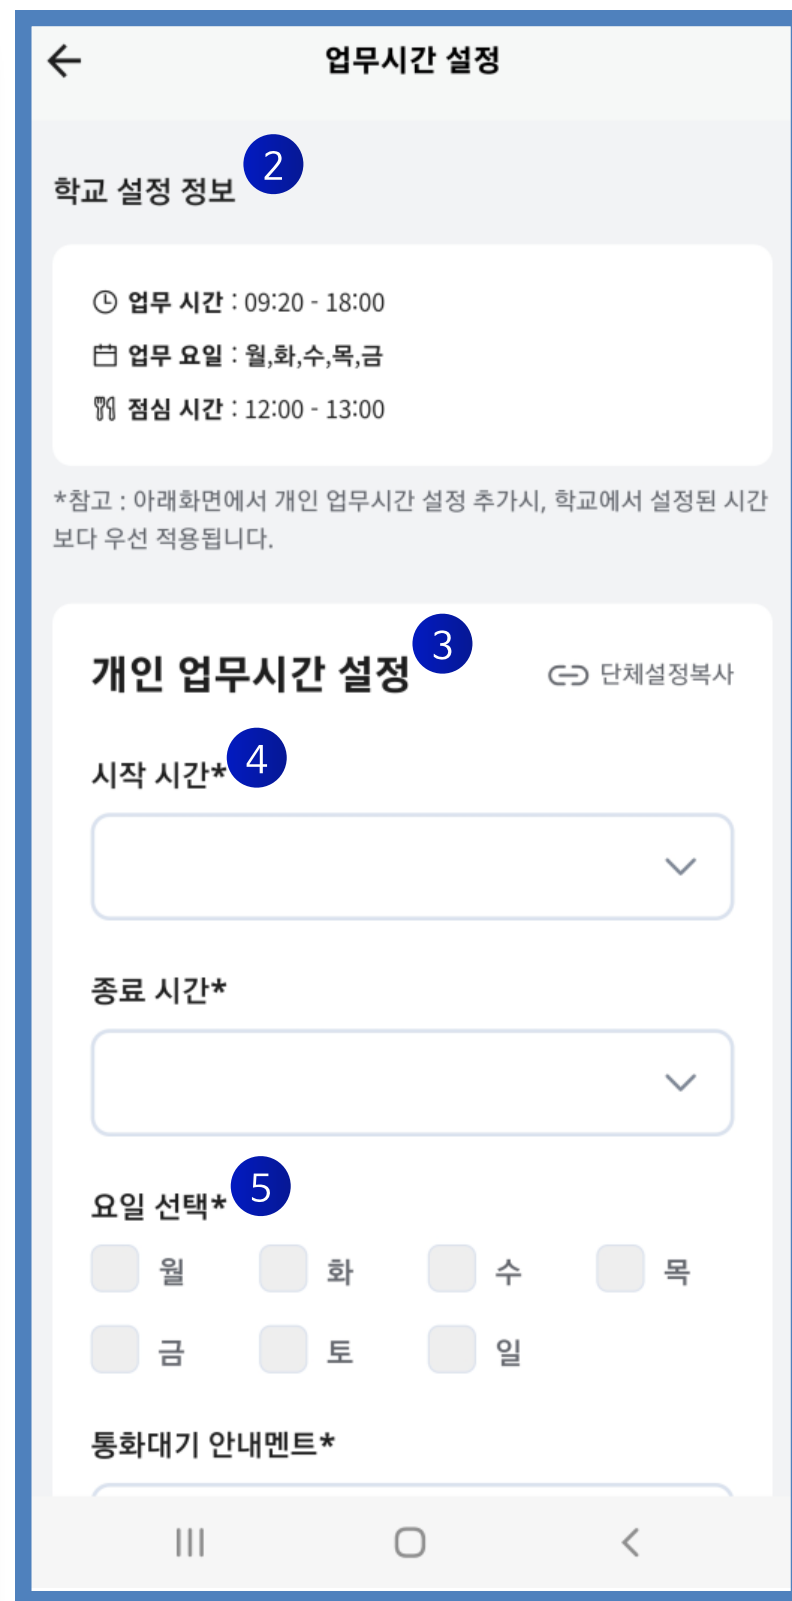 업무시간 설정
학교 설정 정보 2
업무 시간 : 09:20 - 18:00
업무 요일 : 월,화,수,목,금
점심 시간 : 12:00 - 13:00
*참고 : 아래화면에서 개인 업무시간 설정 추가시, 학교에서 설정된 시간
보다 우선 적용됩니다.
개인 업무시간 설정 3 단체설정복사
시작 시간* 4
종료 시간*
요일 선택* 5
월 화 수 목
금 토 일
통화대기 안내멘트*